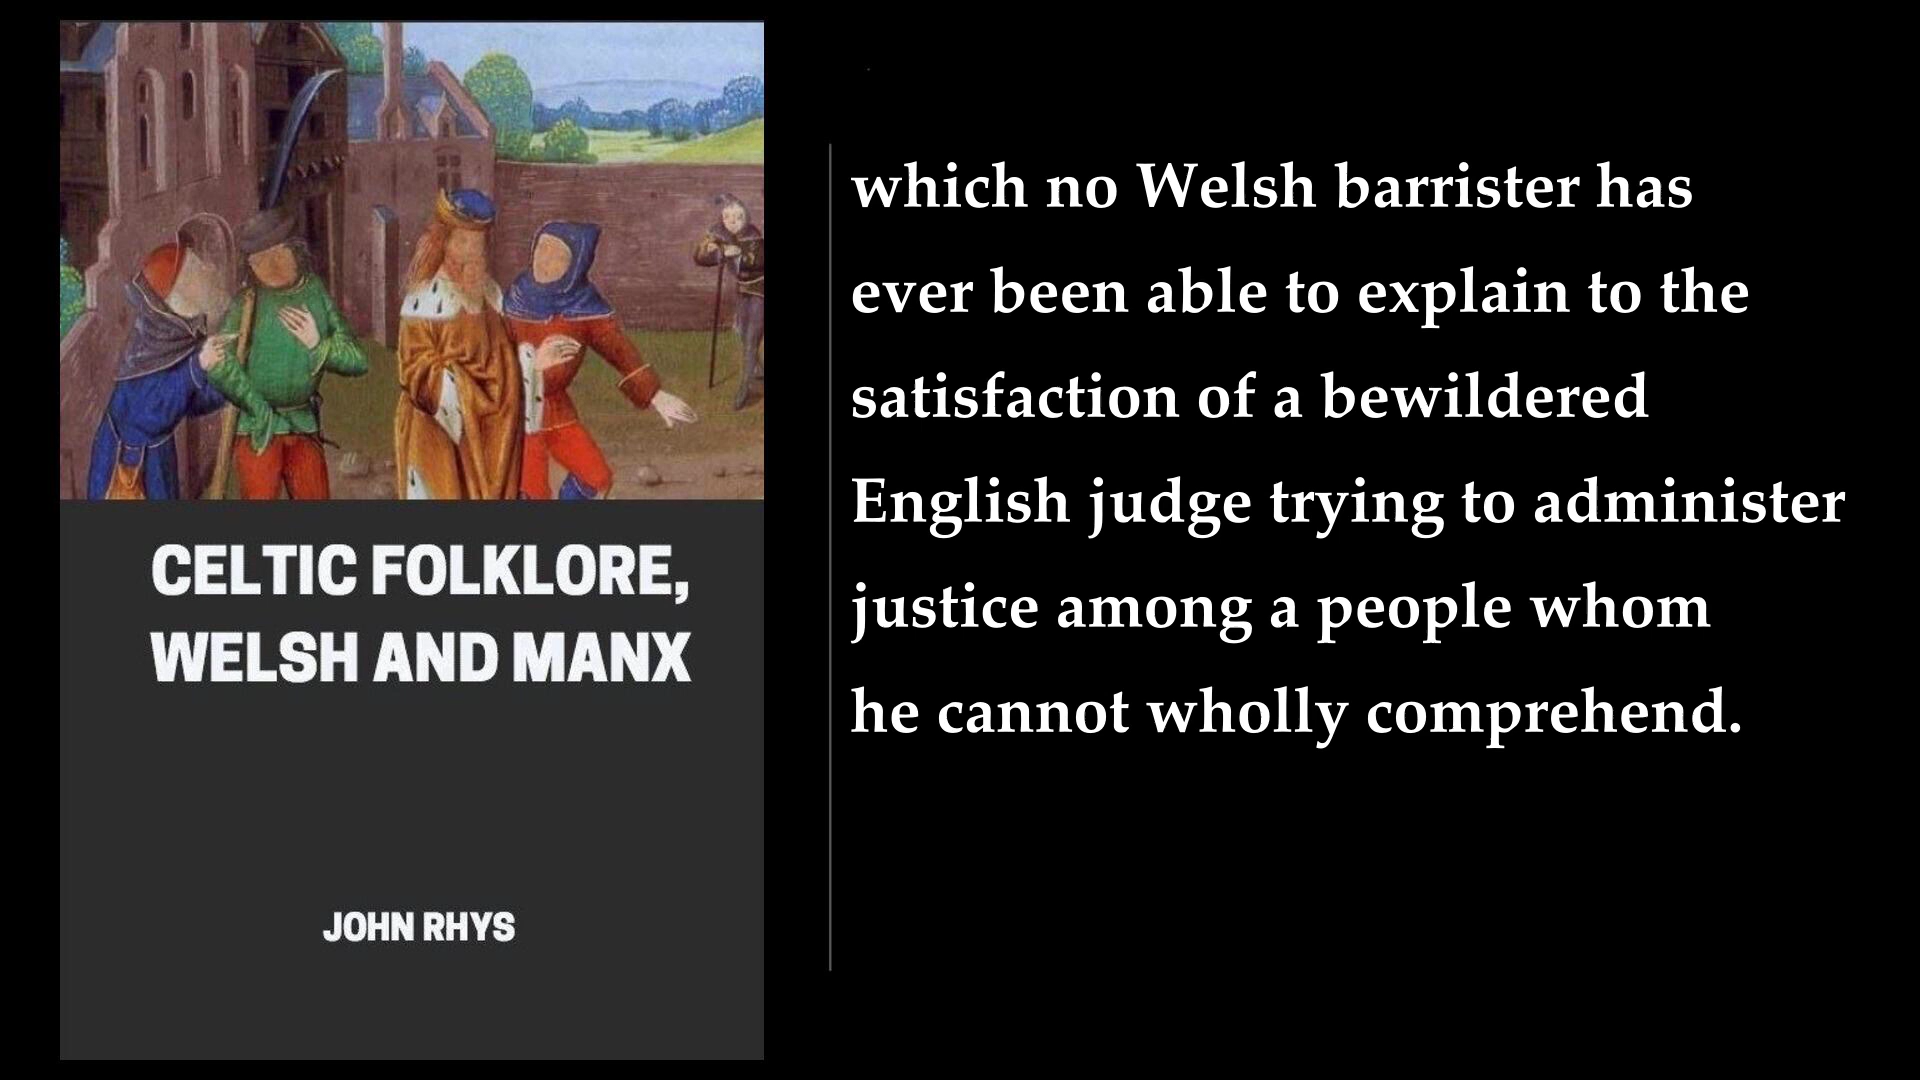 CELTIC FOLKLORE,
WELSH AND MANX
JOHN RHYS
which no Welsh barrister has
ever been able to explain to the
satisfaction of a bewildered
English judge trying to administer
justice among a people whom
he cannot wholly comprehend.